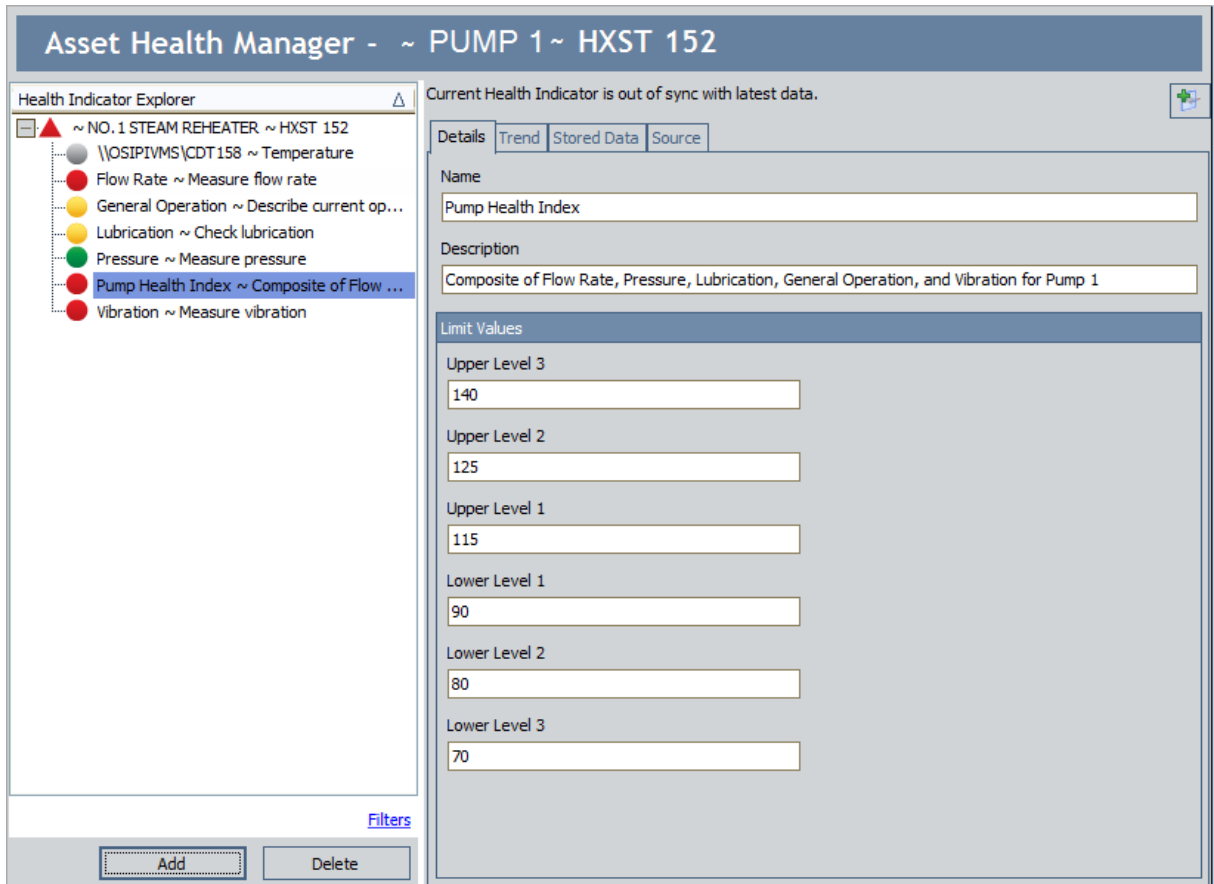 Asset Health Manager - ~ PUMP 1 ~ HXST 152
Health Indicator Explorer
~ NO. 1 STEAM REHEATER ~ HXST 152
\\OSIPIVMS\CDT158 ~ Temperature
Flow Rate ~ Measure flow rate
General Operation ~ Describe current op...
Lubrication ~ Check lubrication
Pressure ~ Measure pressure
Pump Health Index ~ Composite of Flow ...
Vibration ~ Measure vibration
Filters
Add Delete
Current Health Indicator is out of sync with latest data.
Details Trend Stored Data Source
Name
Pump Health Index
Description
Composite of Flow Rate, Pressure, Lubrication, General Operation, and Vibration for Pump 1
Limit Values
Upper Level 3
140
Upper Level 2
125
Upper Level 1
115
Lower Level 1
90
Lower Level 2
80
Lower Level 3
70